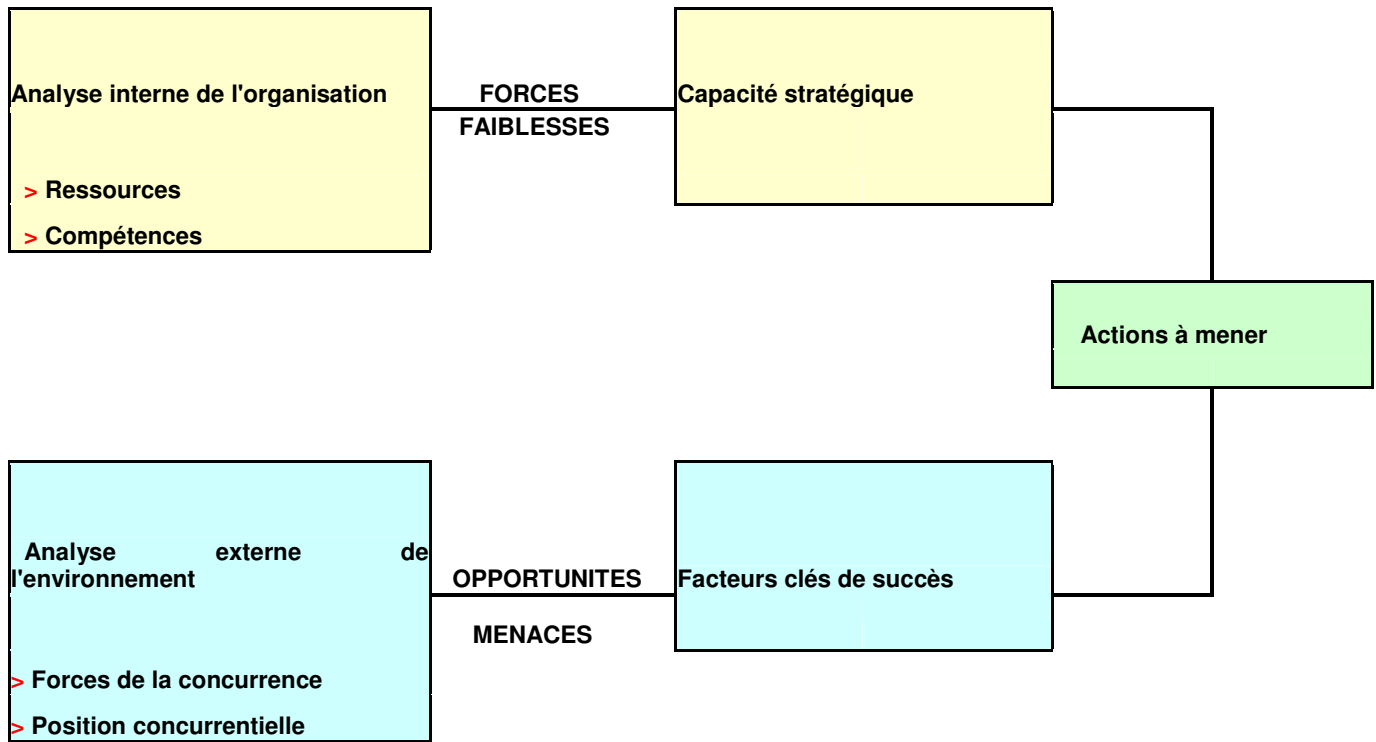 Analyse interne de l'organisation
> Ressources
> Compétences
FORCES
FAIBLESSES
Capacité stratégique
Actions à mener
Analyse externe de
l'environnement
> Forces de la concurrence
> Position concurrentielle
OPPORTUNITES
MENACES
Facteurs clés de succès